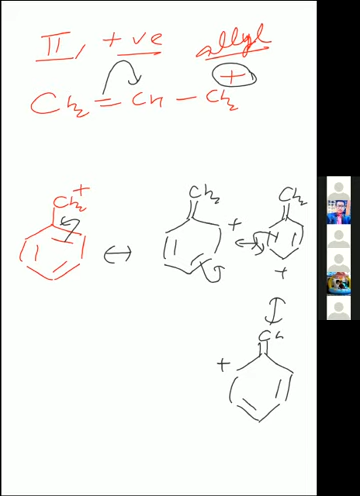 II, +ve allyl
+
CH₂ = CH - CH₂
CH₂+
CH₂
CH₂
+
↔
↔
+
↕
CH
+